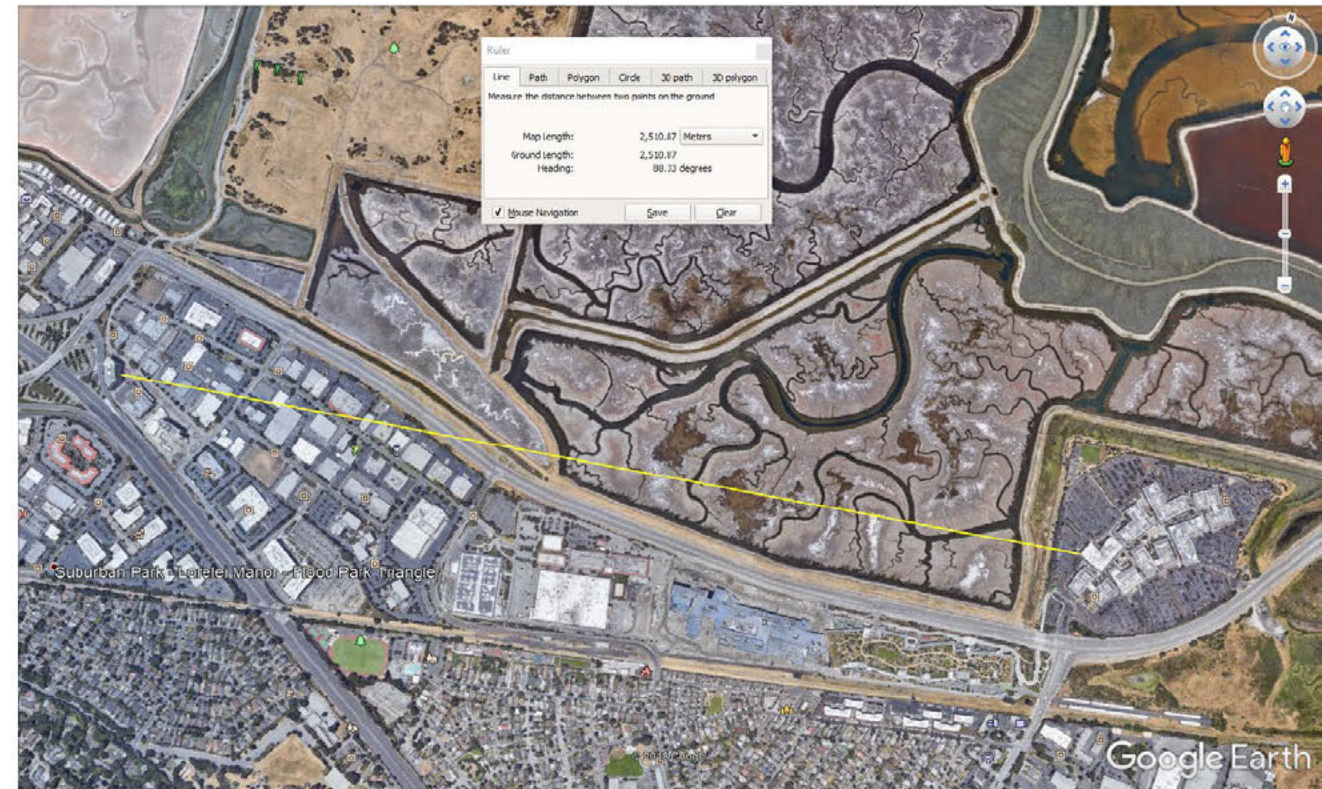 Ruler
Line Path Polygon Circle 3D path 3D polygon
Measure the distance between two points on the ground
Map length: 2,510.87 Meters
Ground Length: 2,510.87
Heading: 88.33 degrees
Mouse Navigation Save Clear
N
Suburban Park - Lorelei Manor - Flood Park Triangle
Google Earth